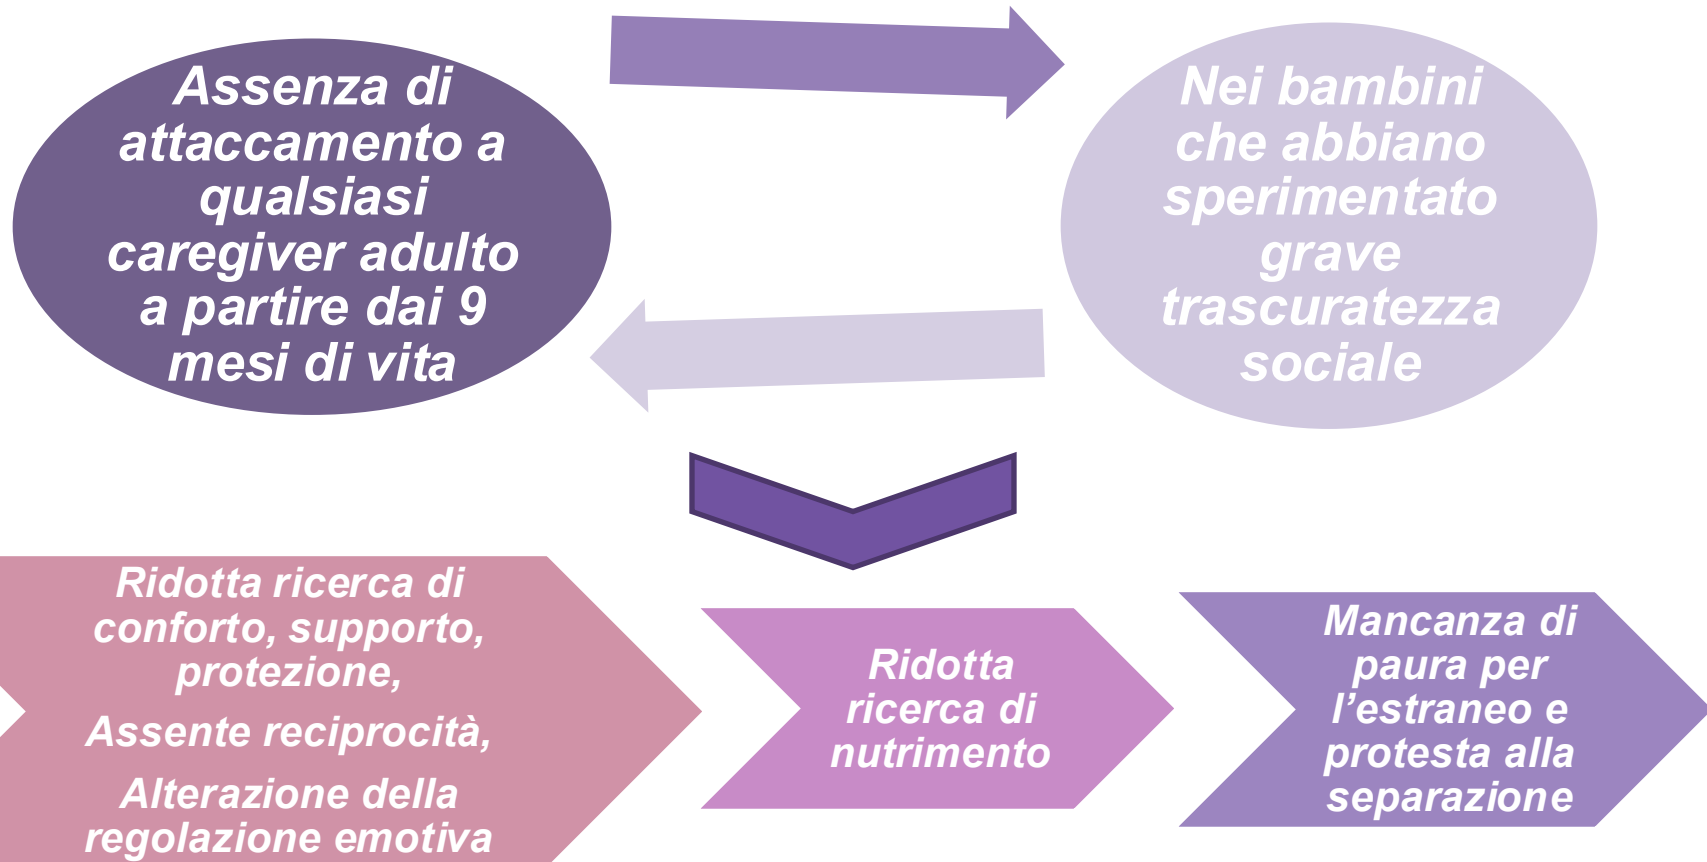 Assenza di
attaccamento a
qualsiasi
caregiver adulto
a partire dai 9
mesi di vita
Nei bambini
che abbiano
sperimentato
grave
trascuratezza
sociale
Ridotta ricerca di
conforto, supporto,
protezione,
Assente reciprocità,
Alterazione della
regolazione emotiva
Ridotta
ricerca di
nutrimento
Mancanza di
paura per
l’estraneo e
protesta alla
separazione